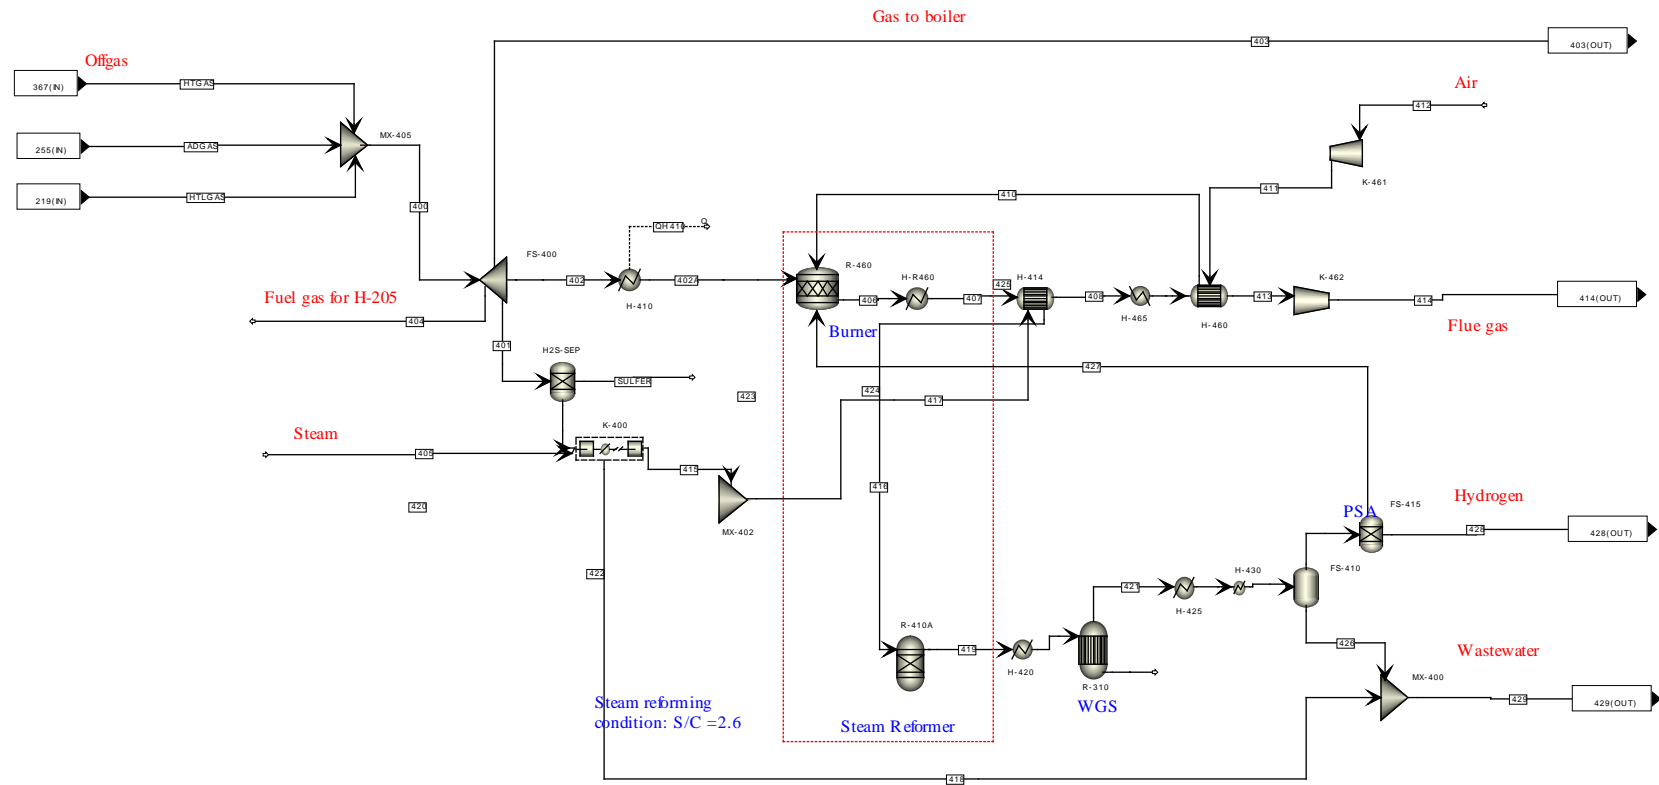 Gas to boiler
403
403(OUT)
Offgas
367(IN)
HTGAS
Air
412
MX-405
255(IN)
ADGAS
K-461
219(IN)
HTLGAS
411
410
400
QH410
Q
FS-400
R-460
H-R460
H-414
K-462
402
402A
425
H-410
406
407
408
H-465
H-460
413
414
414(OUT)
Fuel gas for H-205
404
Burner
Flue gas
401
H2S-SEP
427
SULFER
424
423
417
Steam
K-400
405
415
416
420
MX-402
Hydrogen
PSA
FS-415
428
428(OUT)
422
H-430
FS-410
421
H-425
R-410A
419
H-420
426
Wastewater
R-310
MX-400
WGS
Steam reforming
condition: S/C =2.6
429
429(OUT)
Steam Reformer
418